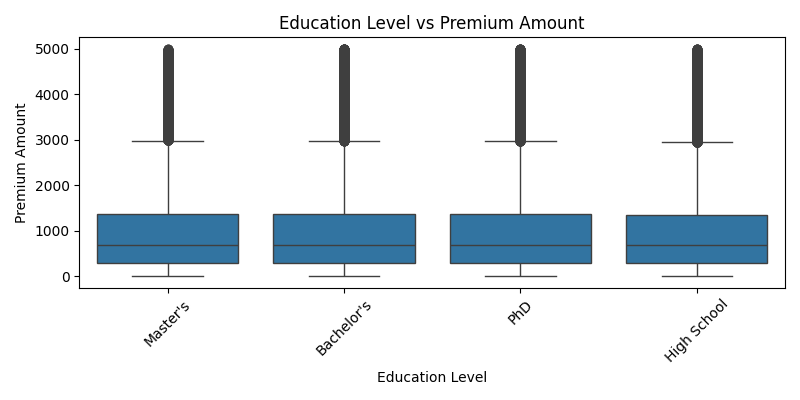 Education Level vs Premium Amount
Premium Amount
5000
4000
3000
2000
1000
0
Master's
Bachelor's
PhD
High School
Education Level